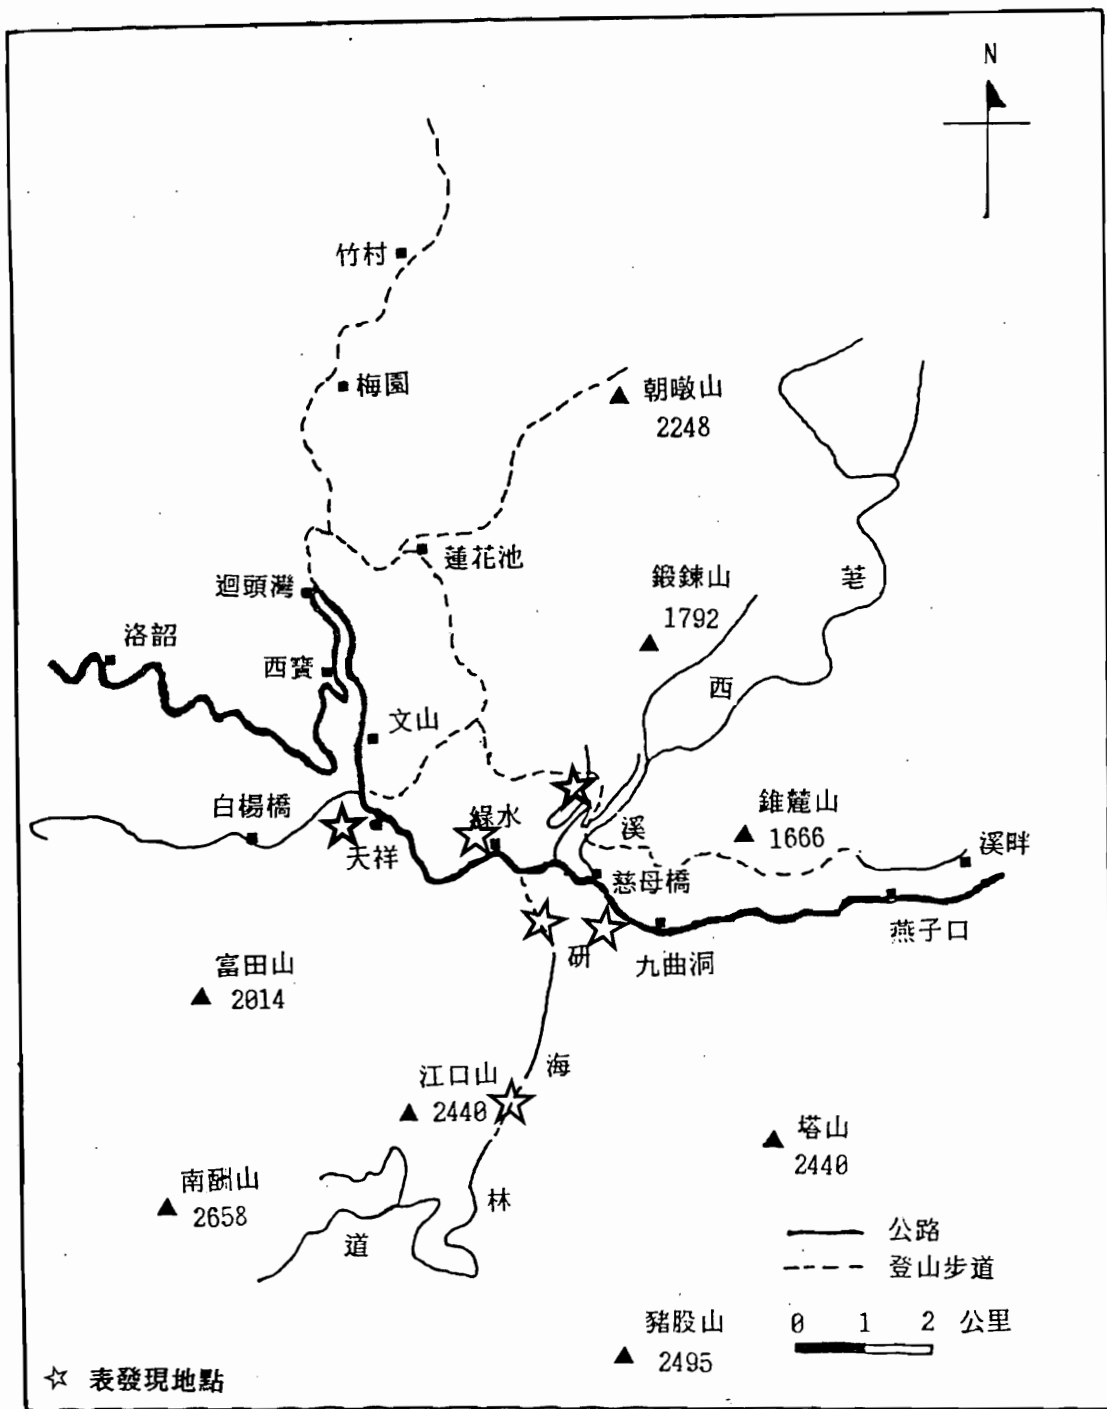 N
竹村
梅園
朝暾山
2248
蓮花池
鍛鍊山
1792
荖
迴頭灣
洛韶
西寶
西
文山
白楊橋
綠水
溪
錐麓山
1666
溪畔
天祥
慈母橋
燕子口
研
九曲洞
富田山
2014
海
江口山
2440
塔山
2440
南酬山
2658
林
道
公路
登山步道
豬股山
2495
0 1 2 公里
☆ 表發現地點